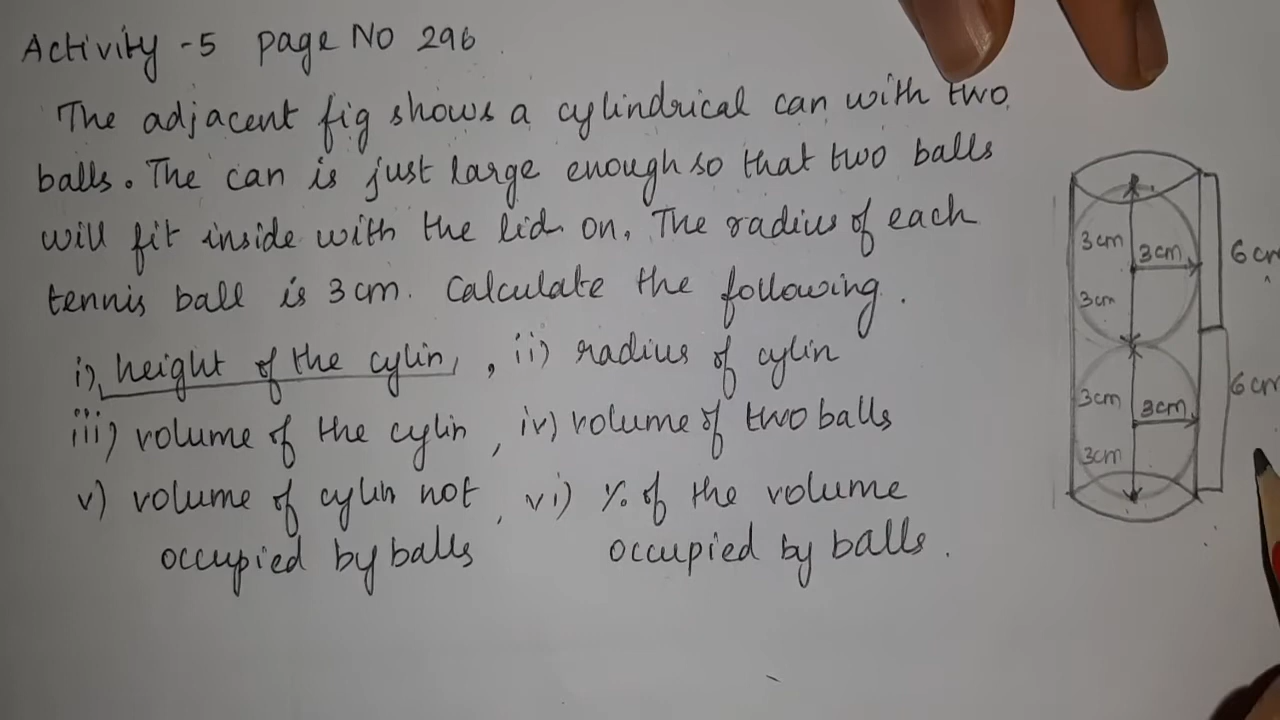 Activity -5 page No 296
The adjacent fig shows a cylindrical can with two
balls. The can is just large enough so that two balls
will fit inside with the lid on. The radius of each
tennis ball is 3 cm. Calculate the following.
i), height of the cylin, , ii) radius of cylin
iii) volume of the cylin , iv) volume of two balls
v) volume of cylin not , vi) % of the volume
occupied by balls occupied by balls.
3cm 3cm 6cm
3cm
3cm 3cm 6cm
3cm